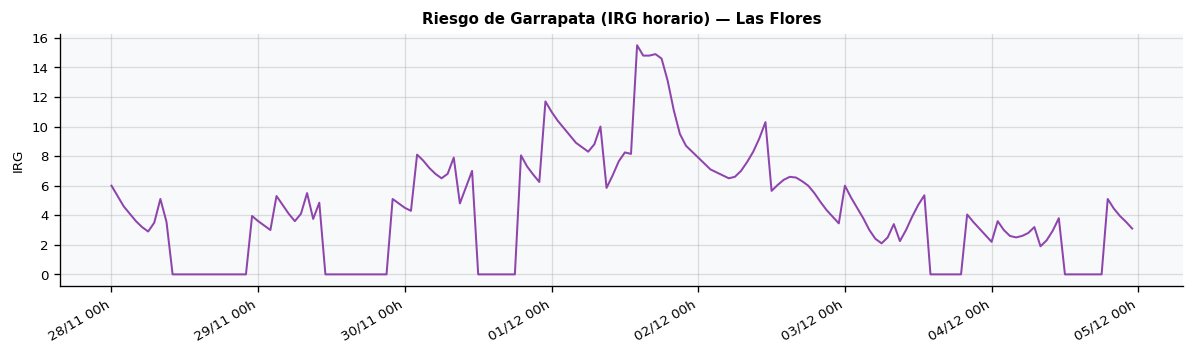 Riesgo de Garrapata (IRG horario) — Las Flores
IRG
16
14
12
10
8
6
4
2
0
28/11 00h
29/11 00h
30/11 00h
01/12 00h
02/12 00h
03/12 00h
04/12 00h
05/12 00h